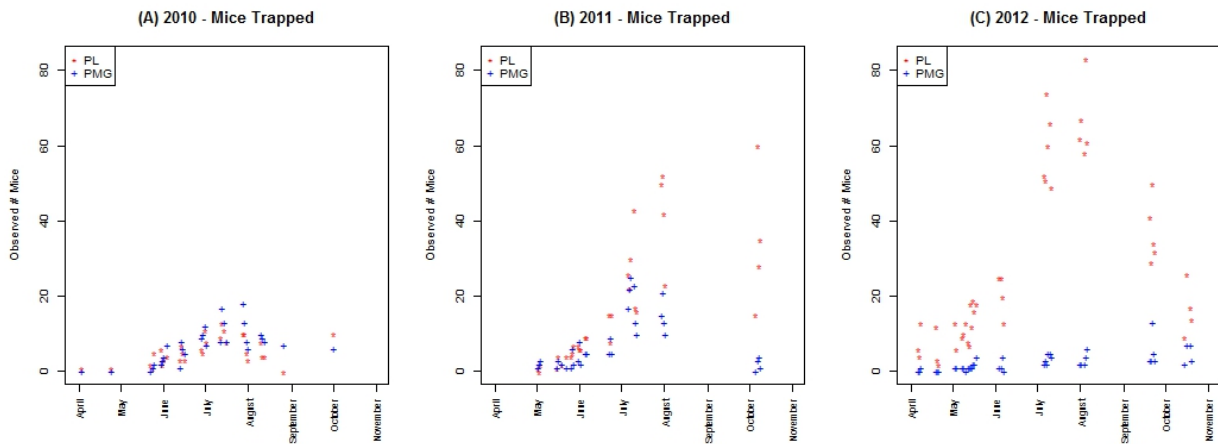 (A) 2010 - Mice Trapped
Observed # Mice
80
60
40
20
0
* PL
+ PMG
April
May
June
July
August
September
October
November
(B) 2011 - Mice Trapped
Observed # Mice
80
60
40
20
0
* PL
+ PMG
April
May
June
July
August
September
October
November
(C) 2012 - Mice Trapped
Observed # Mice
80
60
40
20
0
* PL
+ PMG
April
May
June
July
August
September
October
November